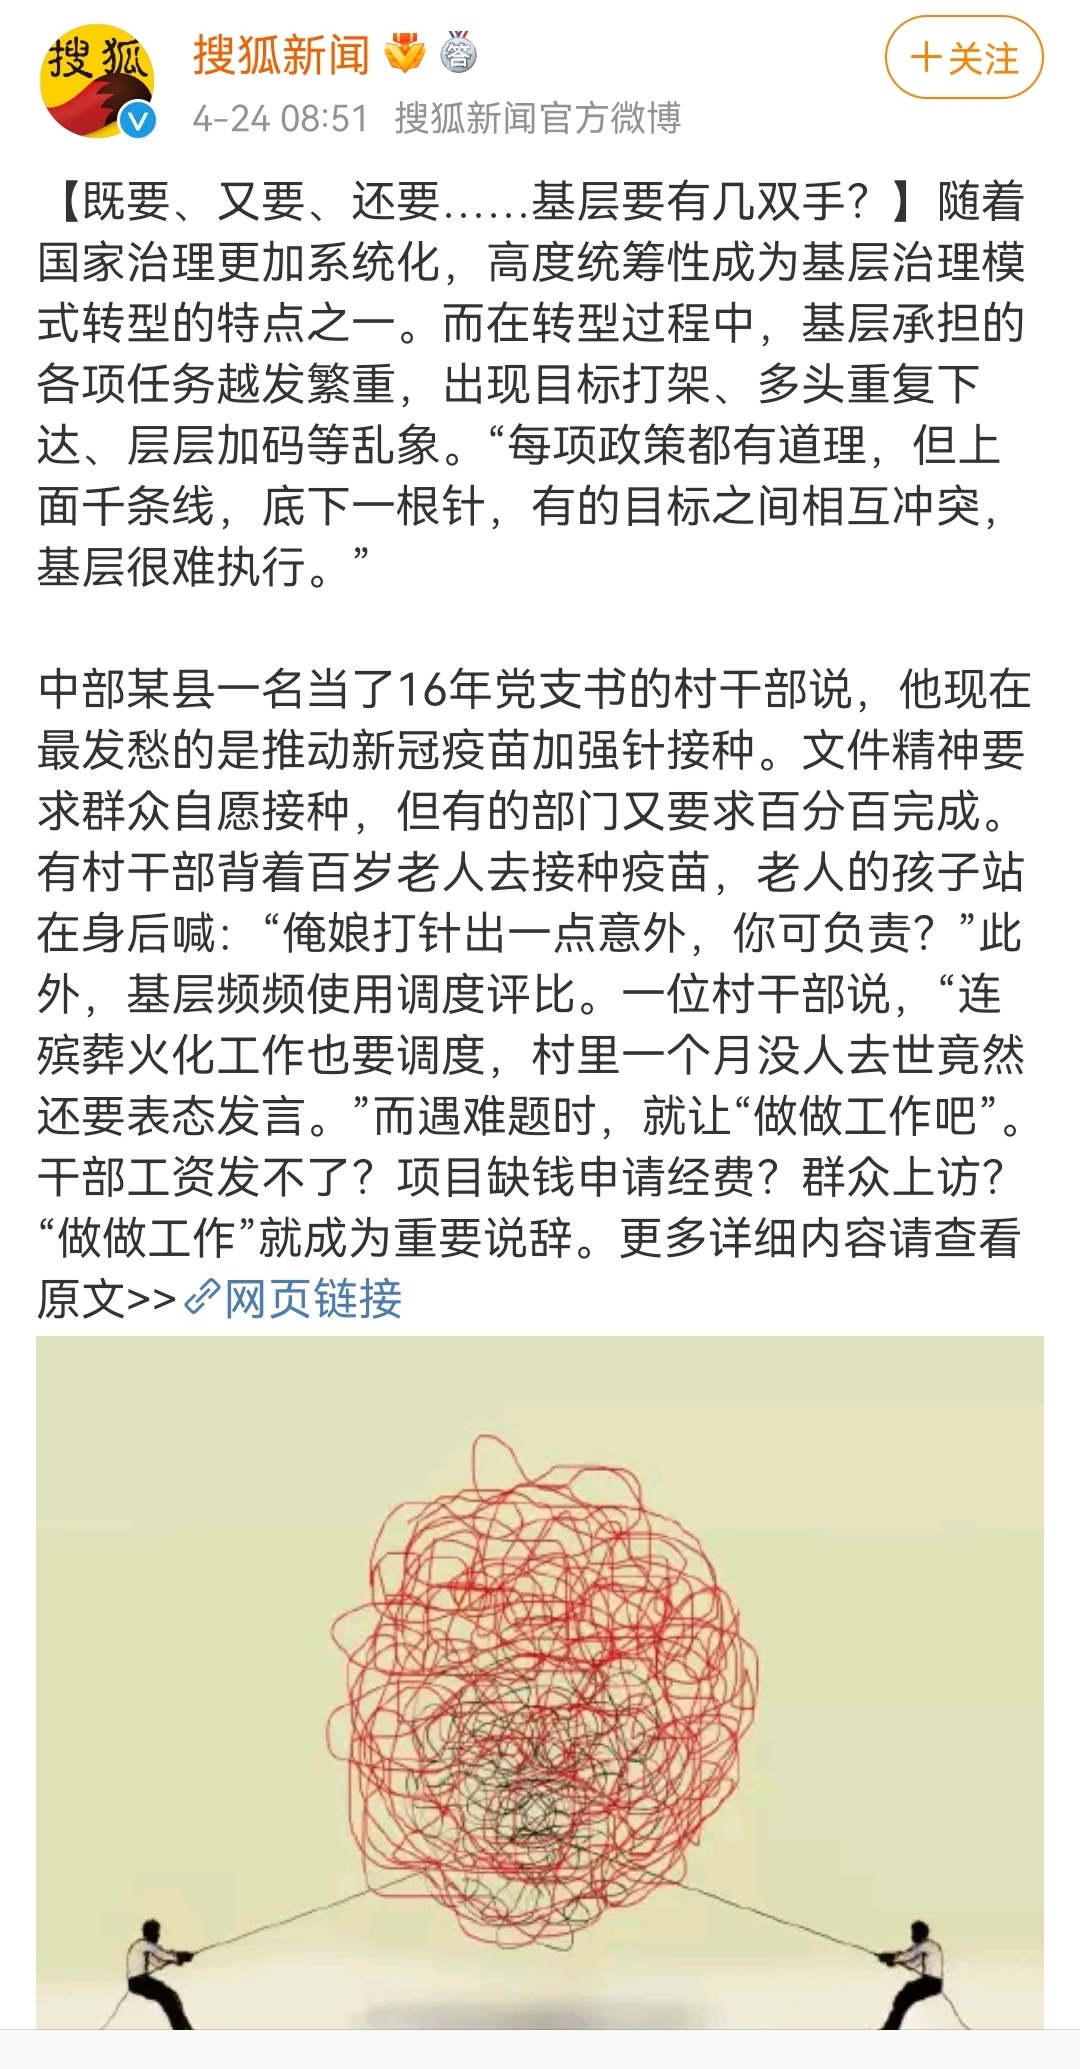 搜狐
搜狐新闻 答
+关注
4-24 08:51 搜狐新闻官方微博
【既要、又要、还要……基层要有几双手？】随着
国家治理更加系统化，高度统筹性成为基层治理模
式转型的特点之一。而在转型过程中，基层承担的
各项任务越发繁重，出现目标打架、多头重复下
达、层层加码等乱象。“每项政策都有道理，但上
面千条线，底下一根针，有的目标之间相互冲突，
基层很难执行。”
中部某县一名当了16年党支书的村干部说，他现在
最发愁的是推动新冠疫苗加强针接种。文件精神要
求群众自愿接种，但有的部门又要求百分百完成。
有村干部背着百岁老人去接种疫苗，老人的孩子站
在身后喊：“俺娘打针出一点意外，你可负责？”此
外，基层频频使用调度评比。一位村干部说，“连
殡葬火化工作也要调度，村里一个月没人去世竟然
还要表态发言。”而遇难题时，就让“做做工作吧”。
干部工资发不了？项目缺钱申请经费？群众上访？
“做做工作”就成为重要说辞。更多详细内容请查看
原文>>网页链接